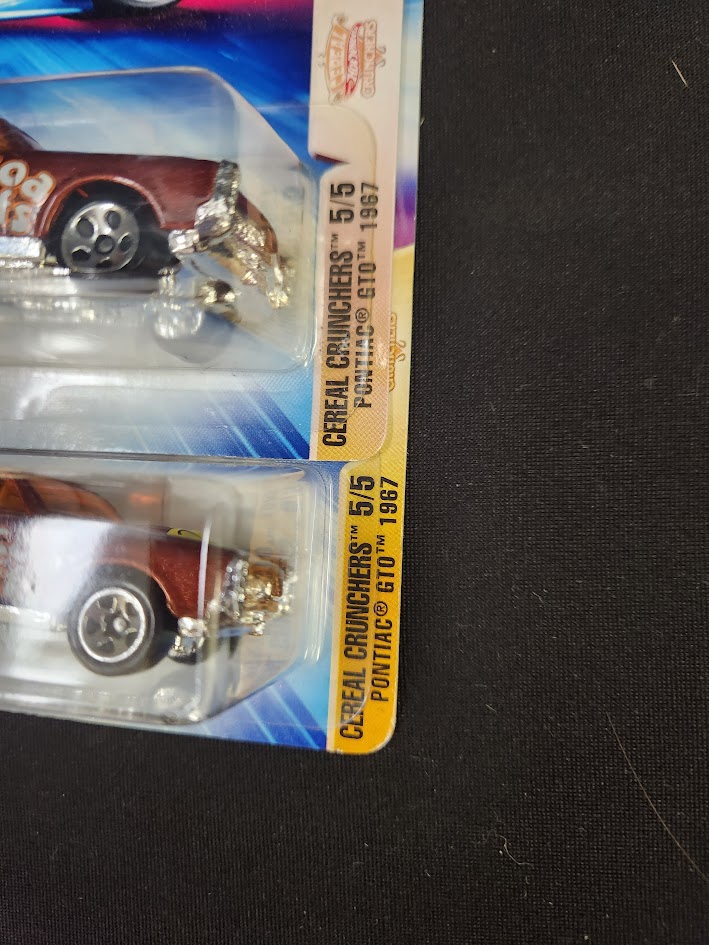 CEREAL CRUNCHERS™ 5/5
PONTIAC® GTO™ 1967
CEREAL CRUNCHERS™ 5/5
PONTIAC® GTO™ 1967